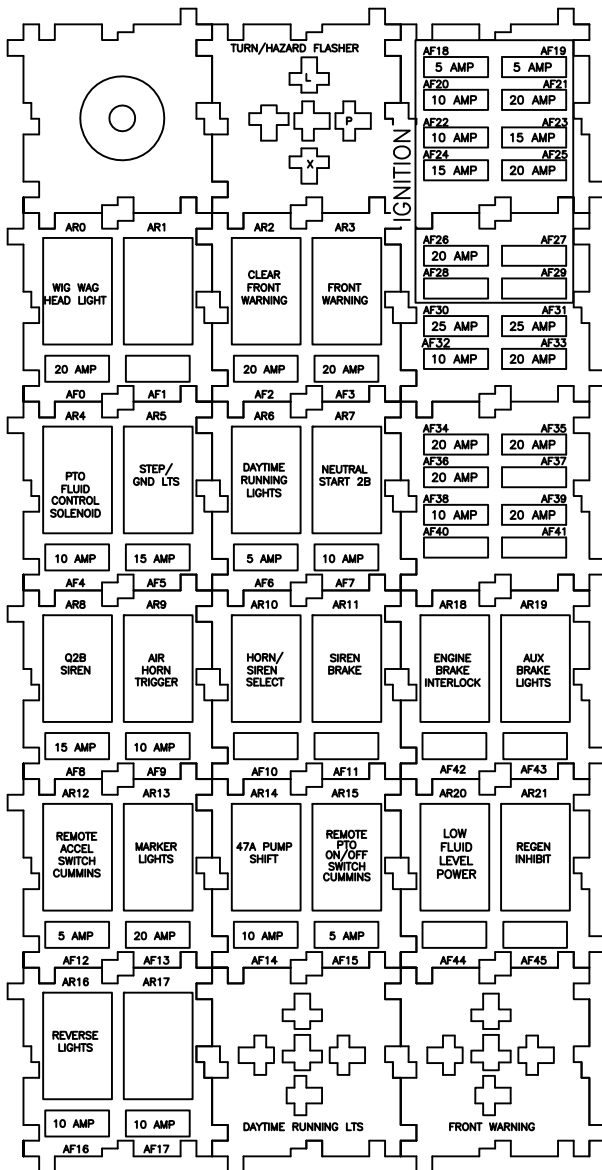 TURN/HAZARD FLASHER
L
P
X
IGNITION
AF18 AF19
5 AMP 5 AMP
AF20 AF21
10 AMP 20 AMP
AF22 AF23
10 AMP 15 AMP
AF24 AF25
15 AMP 20 AMP
AR0 AR1 AR2 AR3
WIG WAG
HEAD LIGHT
CLEAR
FRONT
WARNING
FRONT
WARNING
20 AMP 20 AMP 20 AMP
AF0 AF1 AF2 AF3
AF26 AF27
20 AMP
AF28 AF29
AF30 AF31
25 AMP 25 AMP
AF32 AF33
10 AMP 20 AMP
AR4 AR5 AR6 AR7
PTO
FLUID
CONTROL
SOLENOID
STEP/
GND LTS
DAYTIME
RUNNING
LIGHTS
NEUTRAL
START 2B
10 AMP 15 AMP 5 AMP 10 AMP
AF4 AF5 AF6 AF7
AF34 AF35
20 AMP 20 AMP
AF36 AF37
20 AMP
AF38 AF39
10 AMP 20 AMP
AF40 AF41
AR8 AR9 AR10 AR11 AR18 AR19
Q2B
SIREN
AIR
HORN
TRIGGER
HORN/
SIREN
SELECT
SIREN
BRAKE
ENGINE
BRAKE
INTERLOCK
AUX
BRAKE
LIGHTS
15 AMP 10 AMP
AF8 AF9 AF10 AF11 AF42 AF43
AR12 AR13 AR14 AR15 AR20 AR21
REMOTE
ACCEL
SWITCH
CUMMINS
MARKER
LIGHTS
47A PUMP
SHIFT
REMOTE
PTO
ON/OFF
SWITCH
CUMMINS
LOW
FLUID
LEVEL
POWER
REGEN
INHIBIT
5 AMP 20 AMP 10 AMP 5 AMP
AF12 AF13 AF14 AF15 AF44 AF45
AR16 AR17
REVERSE
LIGHTS
10 AMP 10 AMP
AF16 AF17
DAYTIME RUNNING LTS
FRONT WARNING